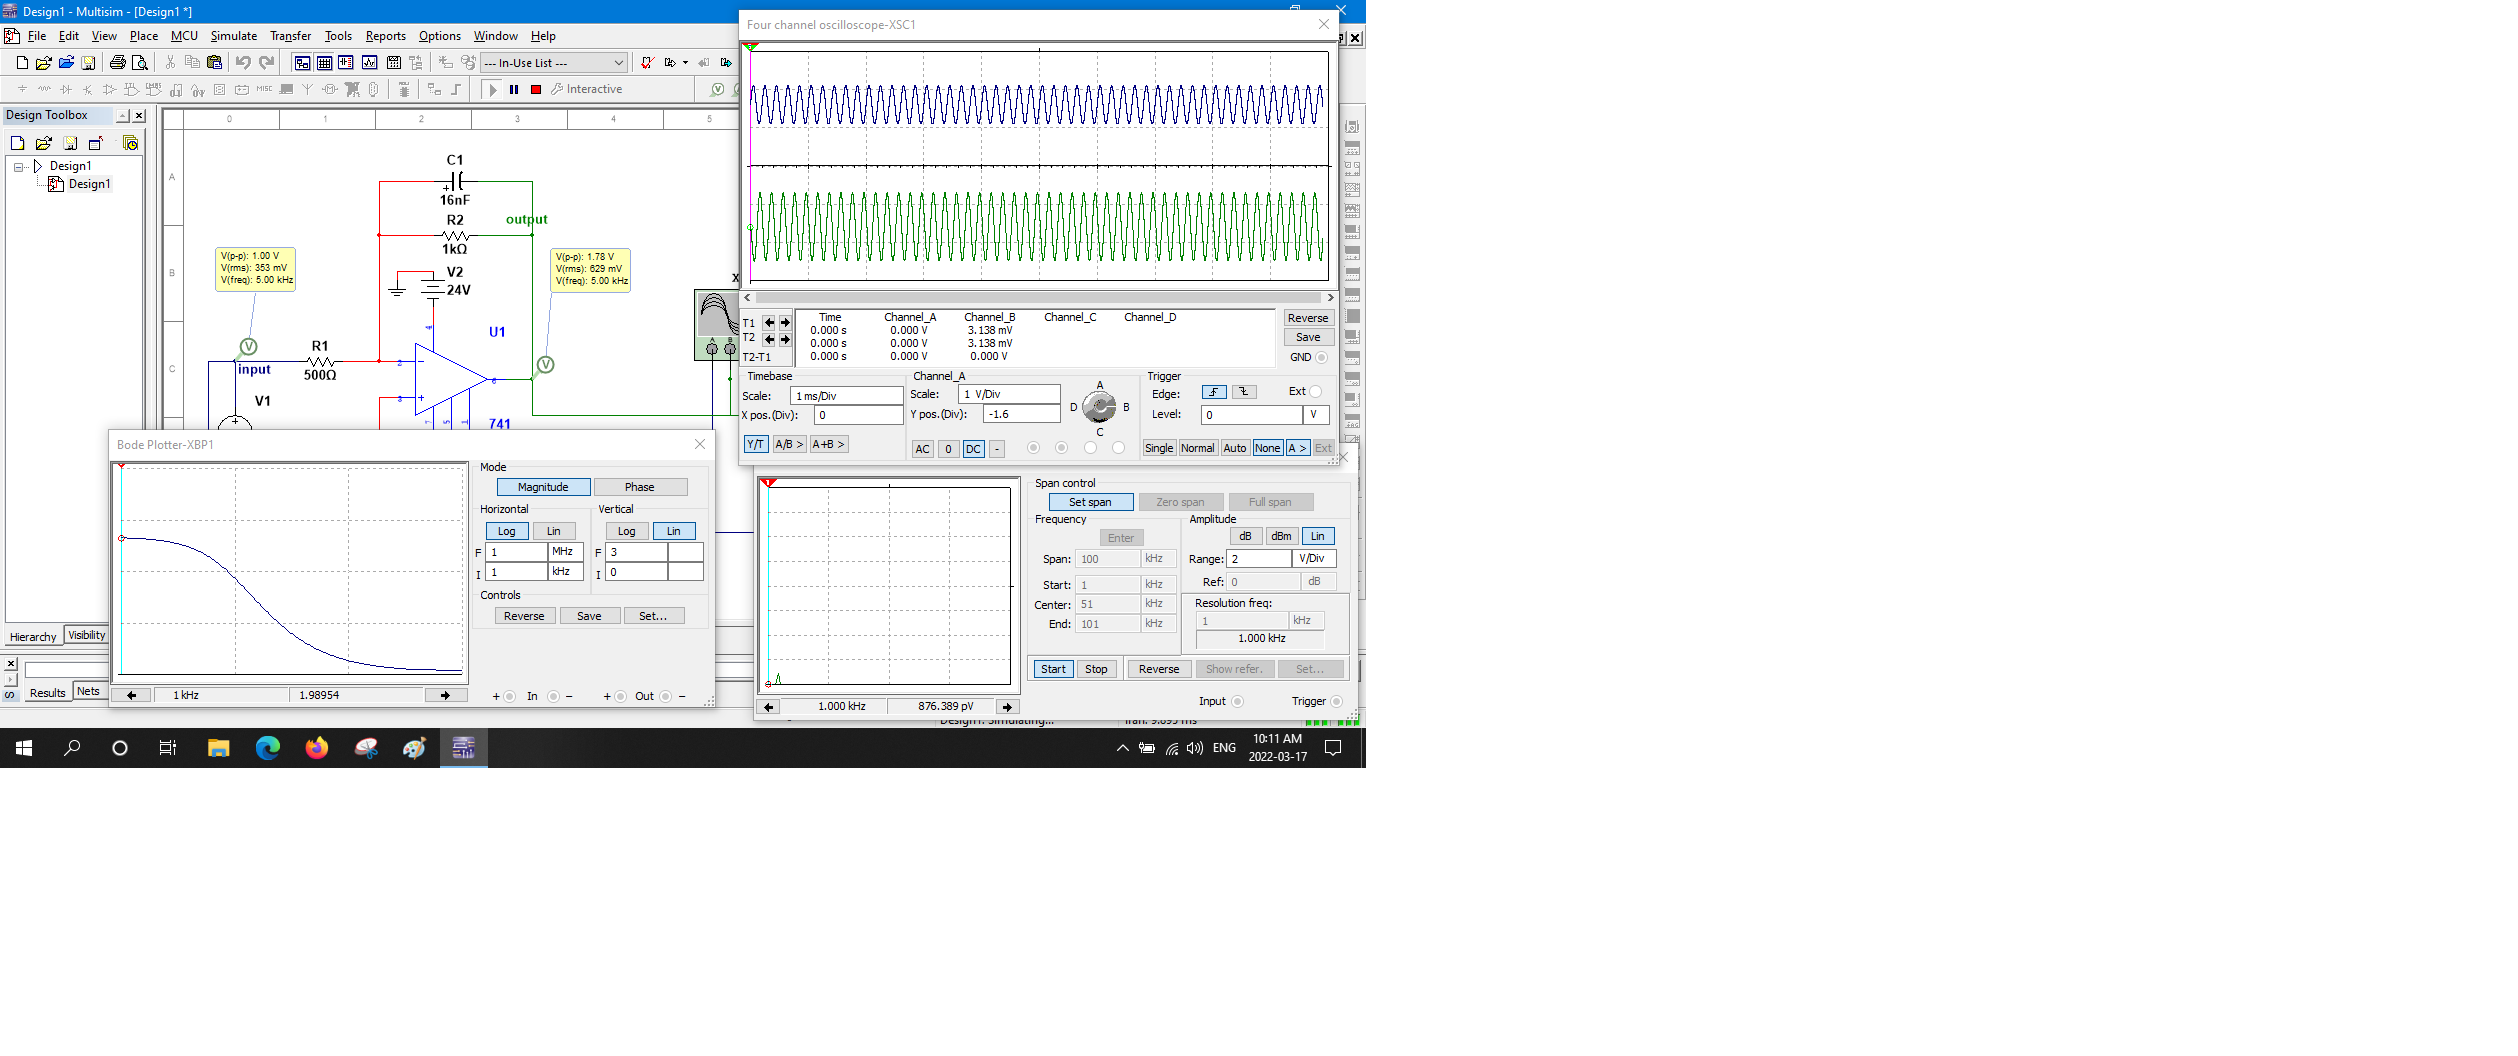 Design1 - Multisim - [Design1 *]
File Edit View Place MCU Simulate Transfer Tools Reports Options Window Help
--- In-Use List ---
MISC
Interactive
Design Toolbox
Design1
Design1
Hierarchy Visibility
Results Nets
0 1 2 3 4 5
A
B
C
C1
16nF
R2
1kΩ
output
V(p-p): 1.00 V
V(rms): 353 mV
V(freq): 5.00 kHz
V(p-p): 1.78 V
V(rms): 629 mV
V(freq): 5.00 kHz
V2
24V
X
A B
U1
4
V
V
R1
500Ω
input
2
6
3
7 5 1
741
V1
Four channel oscilloscope-XSC1
Time Channel_A Channel_B Channel_C Channel_D
T1 0.000 s 0.000 V 3.138 mV
T2 0.000 s 0.000 V 3.138 mV
T2-T1 0.000 s 0.000 V 0.000 V
Reverse
Save
GND
Timebase
Scale: 1 ms/Div
X pos.(Div): 0
Y/T A/B > A+B >
Channel_A
Scale: 1 V/Div
Y pos.(Div): -1.6
AC 0 DC -
A
D B
C
Trigger
Edge: Ext
Level: 0 V
Single Normal Auto None A > Ext
Bode Plotter-XBP1
Mode
Magnitude Phase
Horizontal Vertical
Log Lin Log Lin
F 1 MHz F 3
I 1 kHz I 0
Controls
Reverse Save Set...
1 kHz 1.98954
+ In - + Out -
Span control
Set span Zero span Full span
Frequency
Enter
Span: 100 kHz
Start: 1 kHz
Center: 51 kHz
End: 101 kHz
Amplitude
dB dBm Lin
Range: 2 V/Div
Ref: 0 dB
Resolution freq:
1 kHz
1.000 kHz
Start Stop Reverse Show refer. Set...
1.000 kHz 876.389 pV
Input Trigger
Design1: Simulating... Tran: 9.895 ms
ENG
10:11 AM
2022-03-17